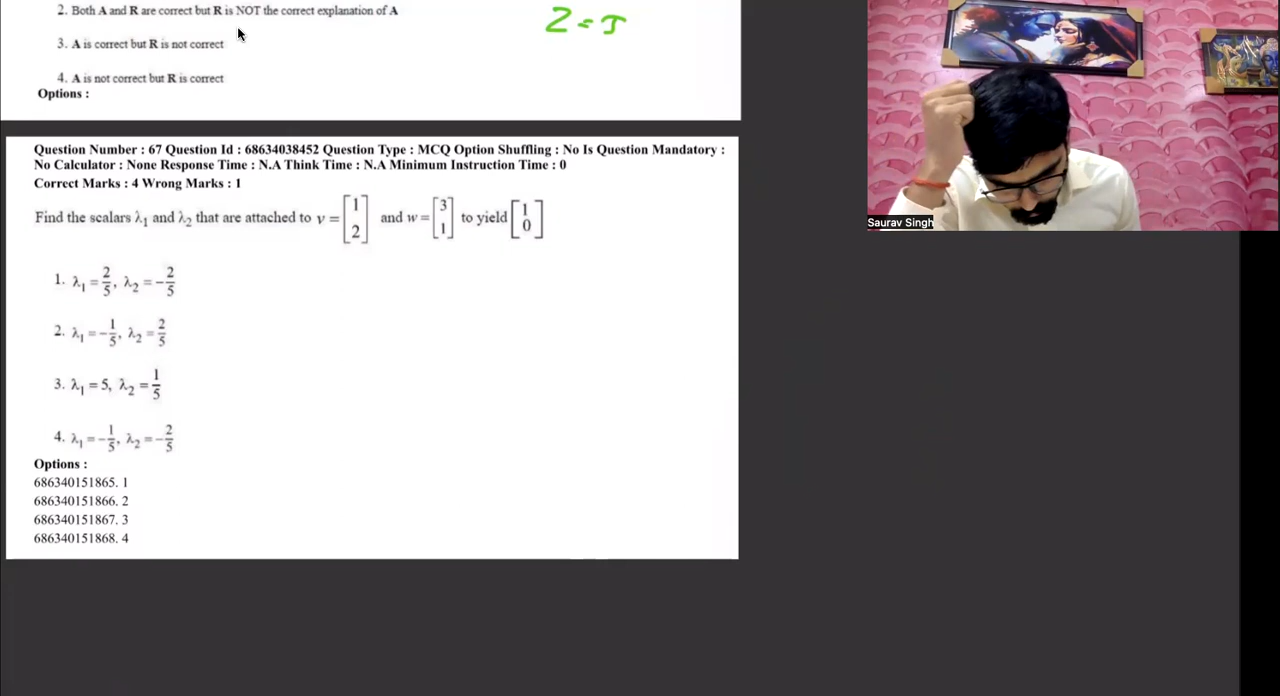 2. Both A and R are correct but R is NOT the correct explanation of A
3. A is correct but R is not correct
4. A is not correct but R is correct
Options :
Z = 5
Saurav Singh
Question Number : 67 Question Id : 68634038452 Question Type : MCQ Option Shuffling : No Is Question Mandatory :
No Calculator : None Response Time : N.A Think Time : N.A Minimum Instruction Time : 0
Correct Marks : 4 Wrong Marks : 1
Find the scalars λ₁ and λ₂ that are attached to v = [1 2] and w = [3 1] to yield [1 0]
1. λ₁ = 2/5, λ₂ = -2/5
2. λ₁ = -1/5, λ₂ = 2/5
3. λ₁ = 5, λ₂ = 1/5
4. λ₁ = -1/5, λ₂ = -2/5
Options :
686340151865. 1
686340151866. 2
686340151867. 3
686340151868. 4